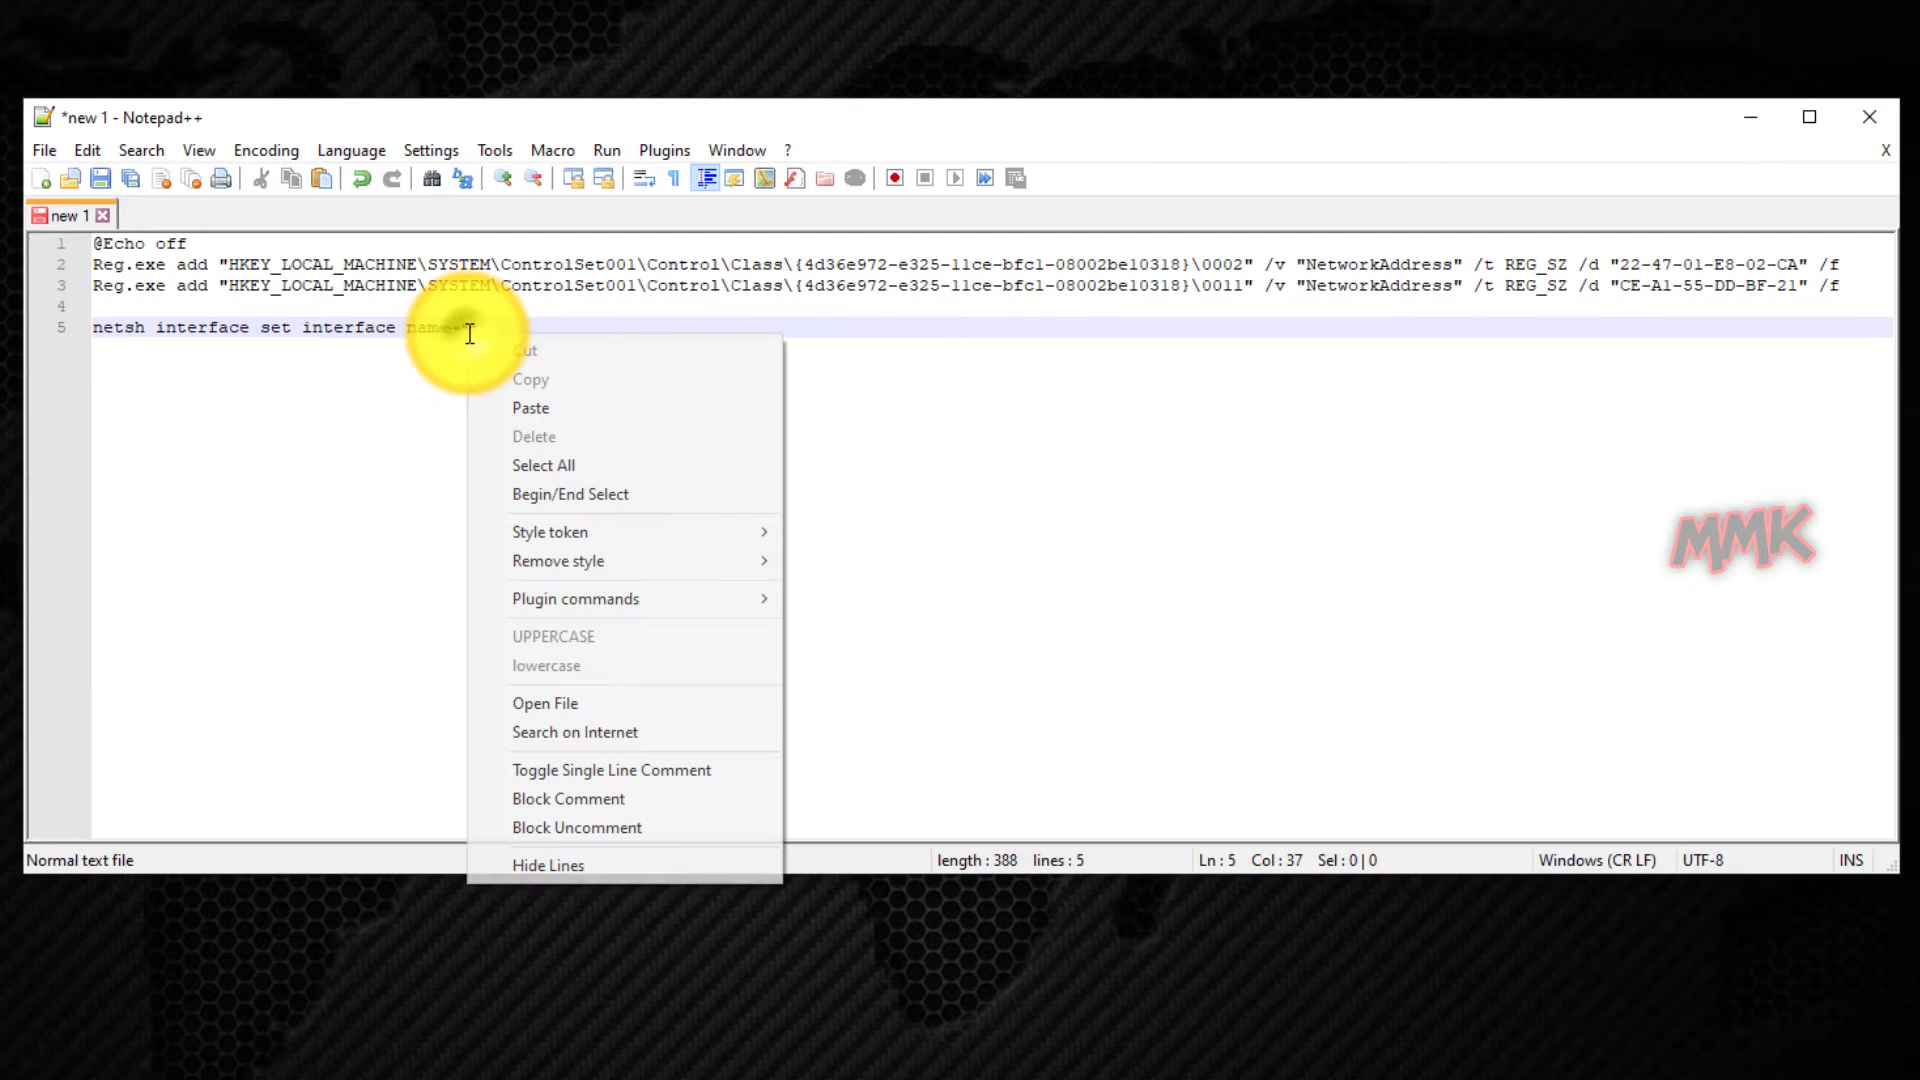 *new 1 - Notepad++
File Edit Search View Encoding Language Settings Tools Macro Run Plugins Window ? X
new 1
1 @Echo off
2 Reg.exe add "HKEY_LOCAL_MACHINE\SYSTEM\ControlSet001\Control\Class\{4d36e972-e325-11ce-bfc1-08002be10318}\0002" /v "NetworkAddress" /t REG_SZ /d "22-47-01-E8-02-CA" /f
3 Reg.exe add "HKEY_LOCAL_MACHINE\SYSTEM\ControlSet001\Control\Class\{4d36e972-e325-11ce-bfc1-08002be10318}\0011" /v "NetworkAddress" /t REG_SZ /d "CE-A1-55-DD-BF-21" /f
4
5 netsh interface set interface name=
Cut
Copy
Paste
Delete
Select All
Begin/End Select
Style token
Remove style
Plugin commands
UPPERCASE
lowercase
Open File
Search on Internet
Toggle Single Line Comment
Block Comment
Block Uncomment
Hide Lines
MMK
Normal text file length : 388 lines : 5 Ln : 5 Col : 37 Sel : 0 | 0 Windows (CR LF) UTF-8 INS